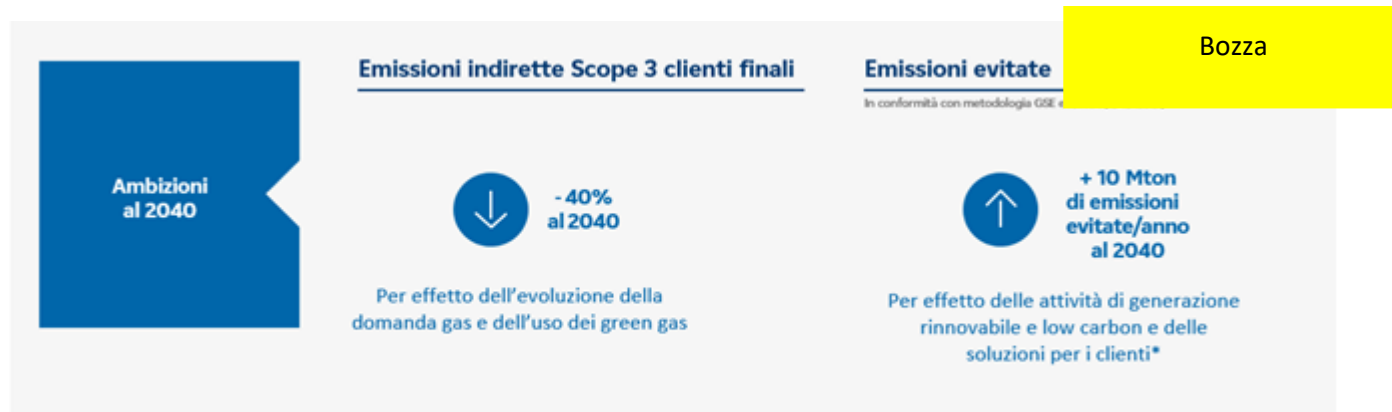 Bozza
Ambizioni
al 2040
Emissioni indirette Scope 3 clienti finali
- 40%
al 2040
Per effetto dell'evoluzione della
domanda gas e dell'uso dei green gas
Emissioni evitate
In conformità con metodologia GSE e
+ 10 Mton
di emissioni
evitate/anno
al 2040
Per effetto delle attività di generazione
rinnovabile e low carbon e delle
soluzioni per i clienti*